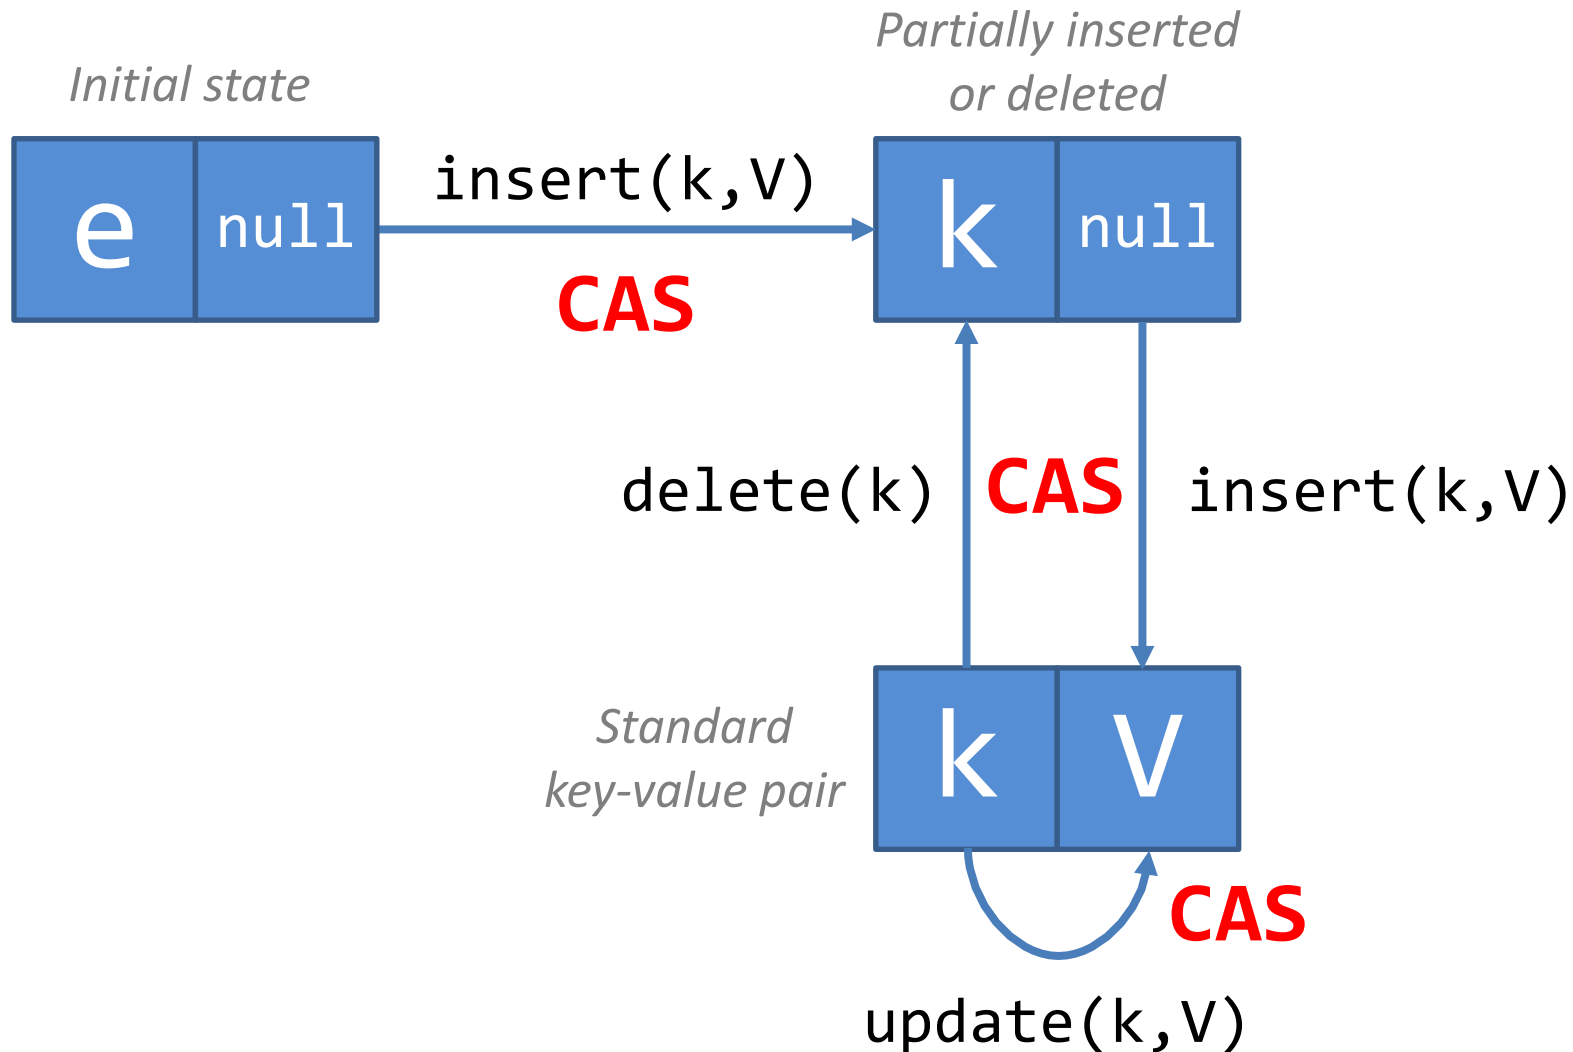 Partially inserted
or deleted
Initial state
e null
insert(k,V)
CAS
k null
delete(k)
CAS
insert(k,V)
Standard
key-value pair
k V
CAS
update(k,V)